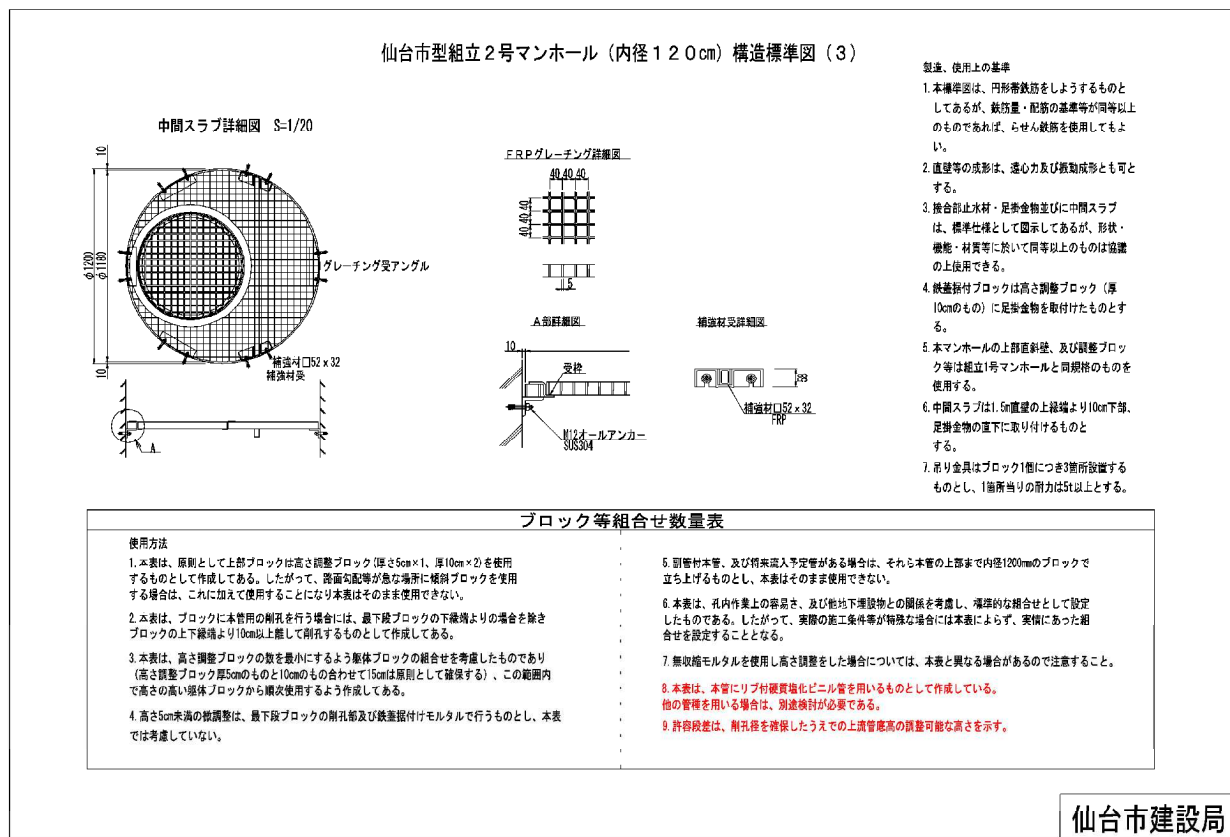 仙台市型組立２号マンホール（内径１２０㎝）構造標準図（３）
中間スラブ詳細図 S=1/20
10
φ1200
φ1180
10
グレーチング受アングル
補強材口52ｘ32
補強材受
A
ＦＲＰグレーチング詳細図
40 40 40
40
40
40
5
A部詳細図
10
受枠
M12オールアンカー
SUS304
補強材受詳細図
補強材口52ｘ32
FRP
製造、使用上の基準
1. 本標準図は、円形帯鉄筋をしようするものと
してあるが、鉄筋量・配筋の基準等が同等以上
のものであれば、らせん鉄筋を使用してもよ
い。
2. 直壁等の成形は、遠心力及び振動成形とも可と
する。
3. 接合部止水材・足掛金物並びに中間スラブ
は、標準仕様として図示してあるが、形状・
機能・材質等に於いて同等以上のものは協議
の上使用できる。
4. 鉄蓋据付ブロックは高さ調整ブロック（厚
10cmのもの）に足掛金物を取付けたものとす
る。
5. 本マンホールの上部直斜壁、及び調整ブロッ
ク等は組立1号マンホールと同規格のものを
使用する。
6. 中間スラブは1.5m直壁の上縁端より10cm下部、
足掛金物の直下に取り付けるものと
する。
7. 吊り金具はブロック1個につき3箇所設置する
ものとし、1箇所当りの耐力は5t以上とする。
ブロック等組合せ数量表
使用方法
1. 本表は、原則として上部ブロックは高さ調整ブロック(厚さ5cm×1、厚10cm×2)を使用
するものとして作成してある。したがって、路面勾配等が急な場所に傾斜ブロックを使用
する場合は、これに加えて使用することになり本表はそのまま使用できない。
2. 本表は、ブロックに本管用の削孔を行う場合には、最下段ブロックの下縁端よりの場合を除き
ブロックの上下縁端より10cm以上離して削孔するものとして作成してある。
3. 本表は、高さ調整ブロックの数を最小にするよう躯体ブロックの組合せを考慮したものであり
（高さ調整ブロック厚5cmのものと10cmのもの合わせて15cmは原則として確保する）、この範囲内
で高さの高い躯体ブロックから順次使用するよう作成してある。
4. 高さ5cm未満の微調整は、最下段ブロックの削孔部及び鉄蓋据付けモルタルで行うものとし、本表
では考慮していない。
5. 副管付本管、及び将来流入予定管がある場合は、それら本管の上部まで内径1200mmのブロックで
立ち上げるものとし、本表はそのまま使用できない。
6. 本表は、孔内作業上の容易さ、及び他地下埋設物との関係を考慮し、標準的な組合せとして設定
したものである。したがって、実際の施工条件等が特殊な場合には本表によらず、実情にあった組
合せを設定することとなる。
7. 無収縮モルタルを使用し高さ調整をした場合については、本表と異なる場合があるので注意すること。
8. 本表は、本管にリブ付硬質塩化ビニル管を用いるものとして作成している。
他の管種を用いる場合は、別途検討が必要である。
9. 許容段差は、削孔径を確保したうえでの上流管底高の調整可能な高さを示す。
仙台市建設局